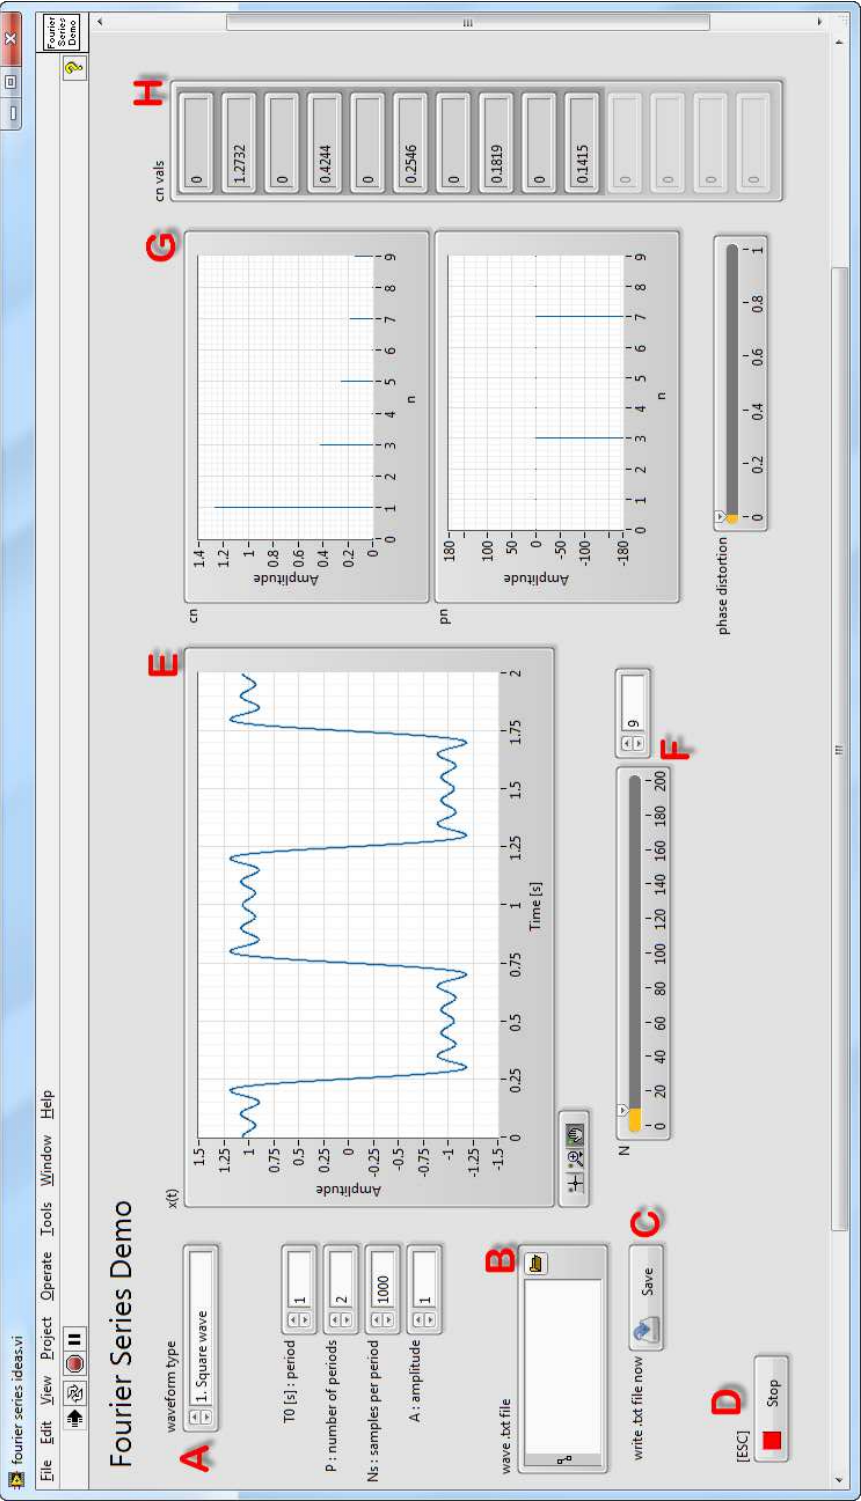 fourier series ideas.vi
File Edit View Project Operate Tools Window Help
Fourier
Series
Demo
?
Fourier Series Demo
A
waveform type
1. Square wave
T0 [s] : period
1
P : number of periods
2
Ns : samples per period
1000
A : amplitude
1
B
wave .txt file
C
write .txt file now
Save
D
[ESC]
Stop
E
x(t)
Amplitude
1.5
1.25
1
0.75
0.5
0.25
0
-0.25
-0.5
-0.75
-1
-1.25
-1.5
0 0.25 0.5 0.75 1 1.25 1.5 1.75 2
Time [s]
F
N
9
0 20 40 60 80 100 120 140 160 180 200
G
cn
Amplitude
1.4
1.2
1
0.8
0.6
0.4
0.2
0
0 1 2 3 4 5 6 7 8 9
n
pn
Amplitude
180
100
50
0
-50
-100
-180
0 1 2 3 4 5 6 7 8 9
n
phase distortion
0 0.2 0.4 0.6 0.8 1
H
cn vals
0
1.2732
0
0.4244
0
0.2546
0
0.1819
0
0.1415
0
0
0
0